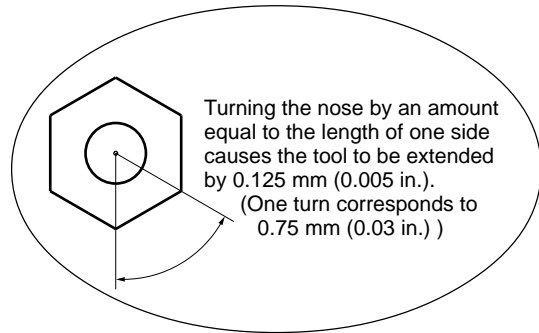 Turning the nose by an amount
equal to the length of one side
causes the tool to be extended
by 0.125 mm (0.005 in.).
(One turn corresponds to
0.75 mm (0.03 in.) )